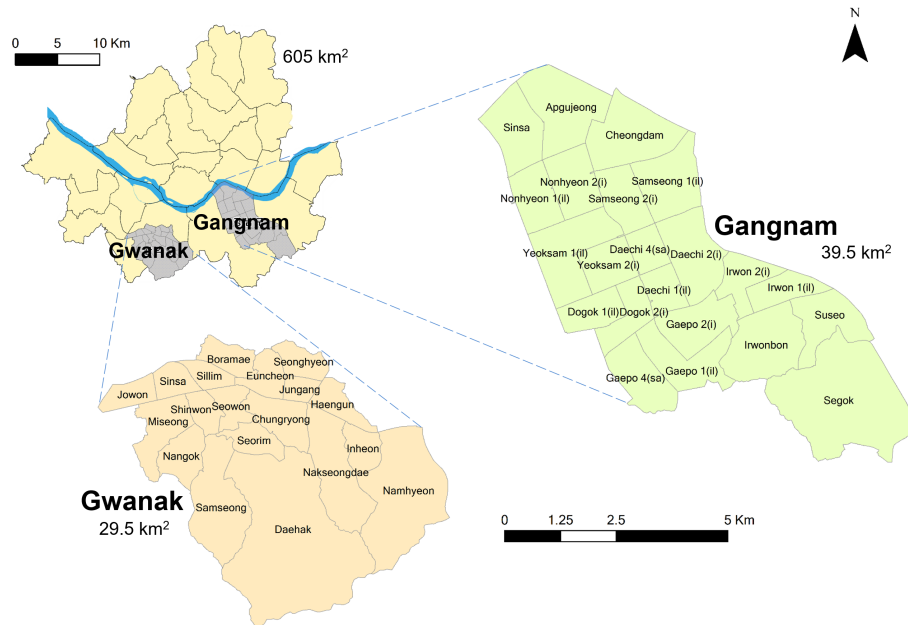 0 5 10 Km
605 km²
N
Gangnam
Gwanak
Apgujeong
Sinsa
Cheongdam
Nonhyeon 2(i)
Samseong 1(il)
Nonhyeon 1(il)
Samseong 2(i)
Gangnam
39.5 km²
Yeoksam 1(il)
Daechi 4(sa)
Daechi 2(i)
Yeoksam 2(i)
Irwon 2(i)
Daechi 1(il)
Irwon 1(il)
Dogok 1(il)
Dogok 2(i)
Suseo
Gaepo 2(i)
Irwonbon
Gaepo 4(sa)
Gaepo 1(il)
Segok
Boramae
Seonghyeon
Sinsa
Sillim
Euncheon
Jowon
Jungang
Shinwon
Seowon
Haengun
Miseong
Chungryong
Seorim
Inheon
Nangok
Nakseongdae
Namhyeon
Gwanak
29.5 km²
Samseong
Daehak
0 1.25 2.5 5 Km